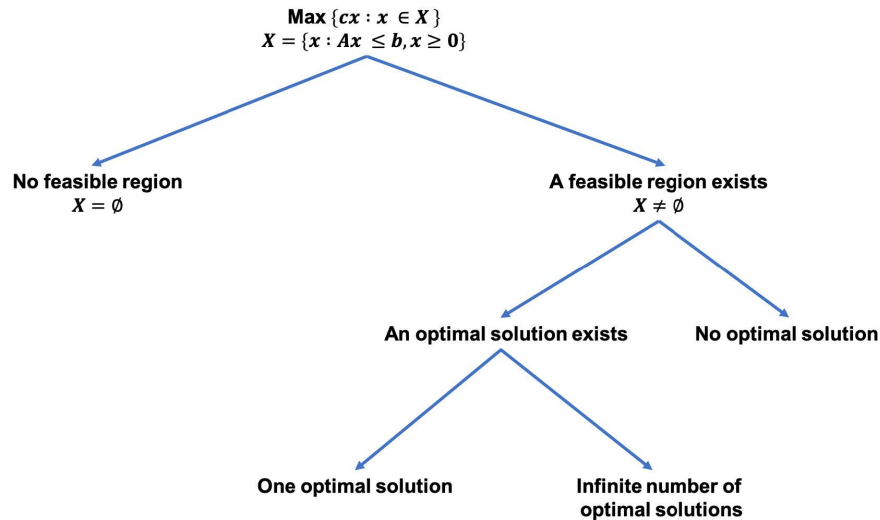 Max {cx : x ∈ X}
X = {x : Ax ≤ b, x ≥ 0}
No feasible region
X = ∅
A feasible region exists
X ≠ ∅
An optimal solution exists
No optimal solution
One optimal solution
Infinite number of
optimal solutions